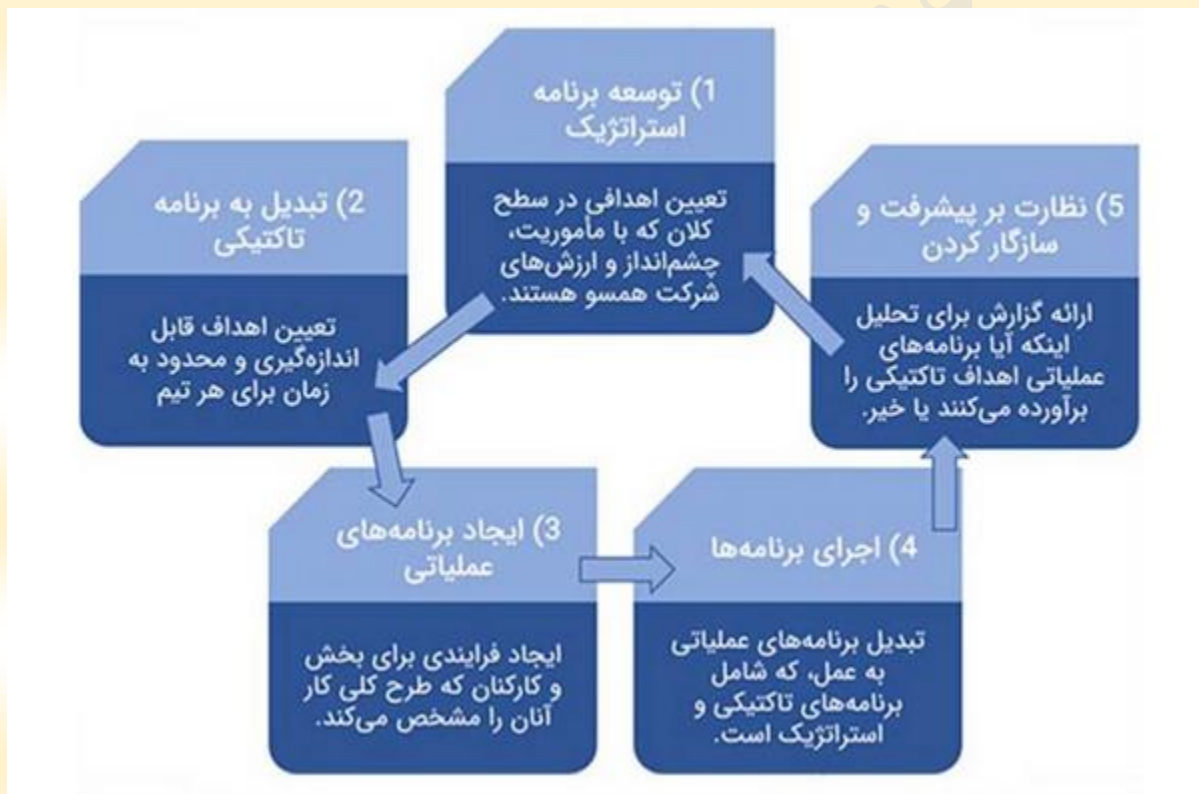 1) توسعه برنامه
استراتژیک
تعیین اهدافی در سطح
کلان که با ماموریت،
چشم‌انداز و ارزش‌های
شرکت همسو هستند.
2) تبدیل به برنامه
تاکتیکی
تعیین اهداف قابل
اندازه‌گیری و محدود به
زمان برای هر تیم
3) ایجاد برنامه‌های
عملیاتی
ایجاد فرایندی برای بخش
و کارکنان که طرح کلی کار
آنان را مشخص می‌کند.
4) اجرای برنامه‌ها
تبدیل برنامه‌های عملیاتی
به عمل، که شامل
برنامه‌های تاکتیکی و
استراتژیک است.
5) نظارت بر پیشرفت و
سازگار کردن
ارائه گزارش برای تحلیل
اینکه آیا برنامه‌های
عملیاتی اهداف تاکتیکی را
برآورده می‌کنند یا خیر.